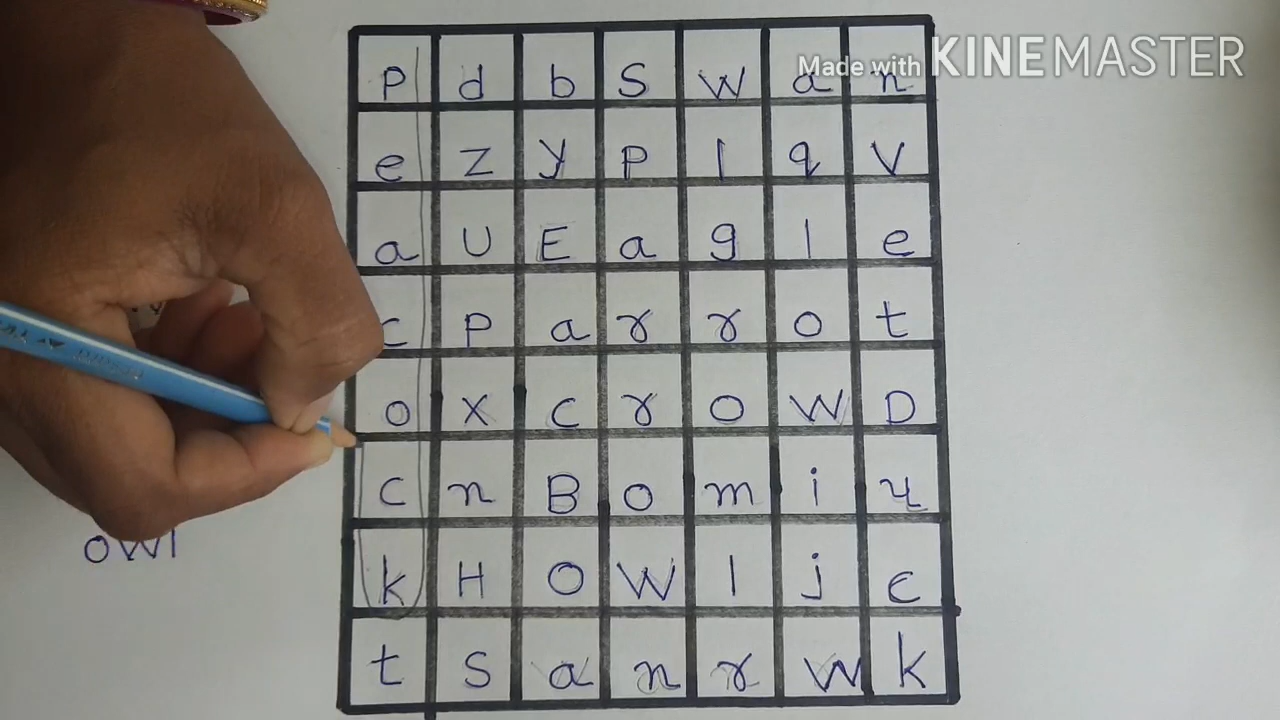 Made with KINEMASTER
p d b S W a n
e z y p l q v
a U E a g l e
c p a r r o t
o x c r o W D
c n B o m i u
k H O W l j c
t S a n r W k
owl